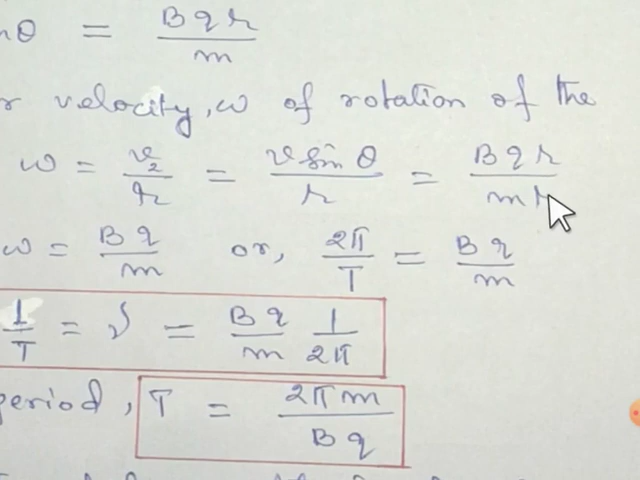 nθ = Bqr/m
r velocity, ω of rotation of the
ω = v₂/r = v sin θ/r = Bqr/mr
ω = Bq/m or, 2π/T = Bq/m
1/T = ν = Bq/m 1/2π
period, T = 2πm/Bq